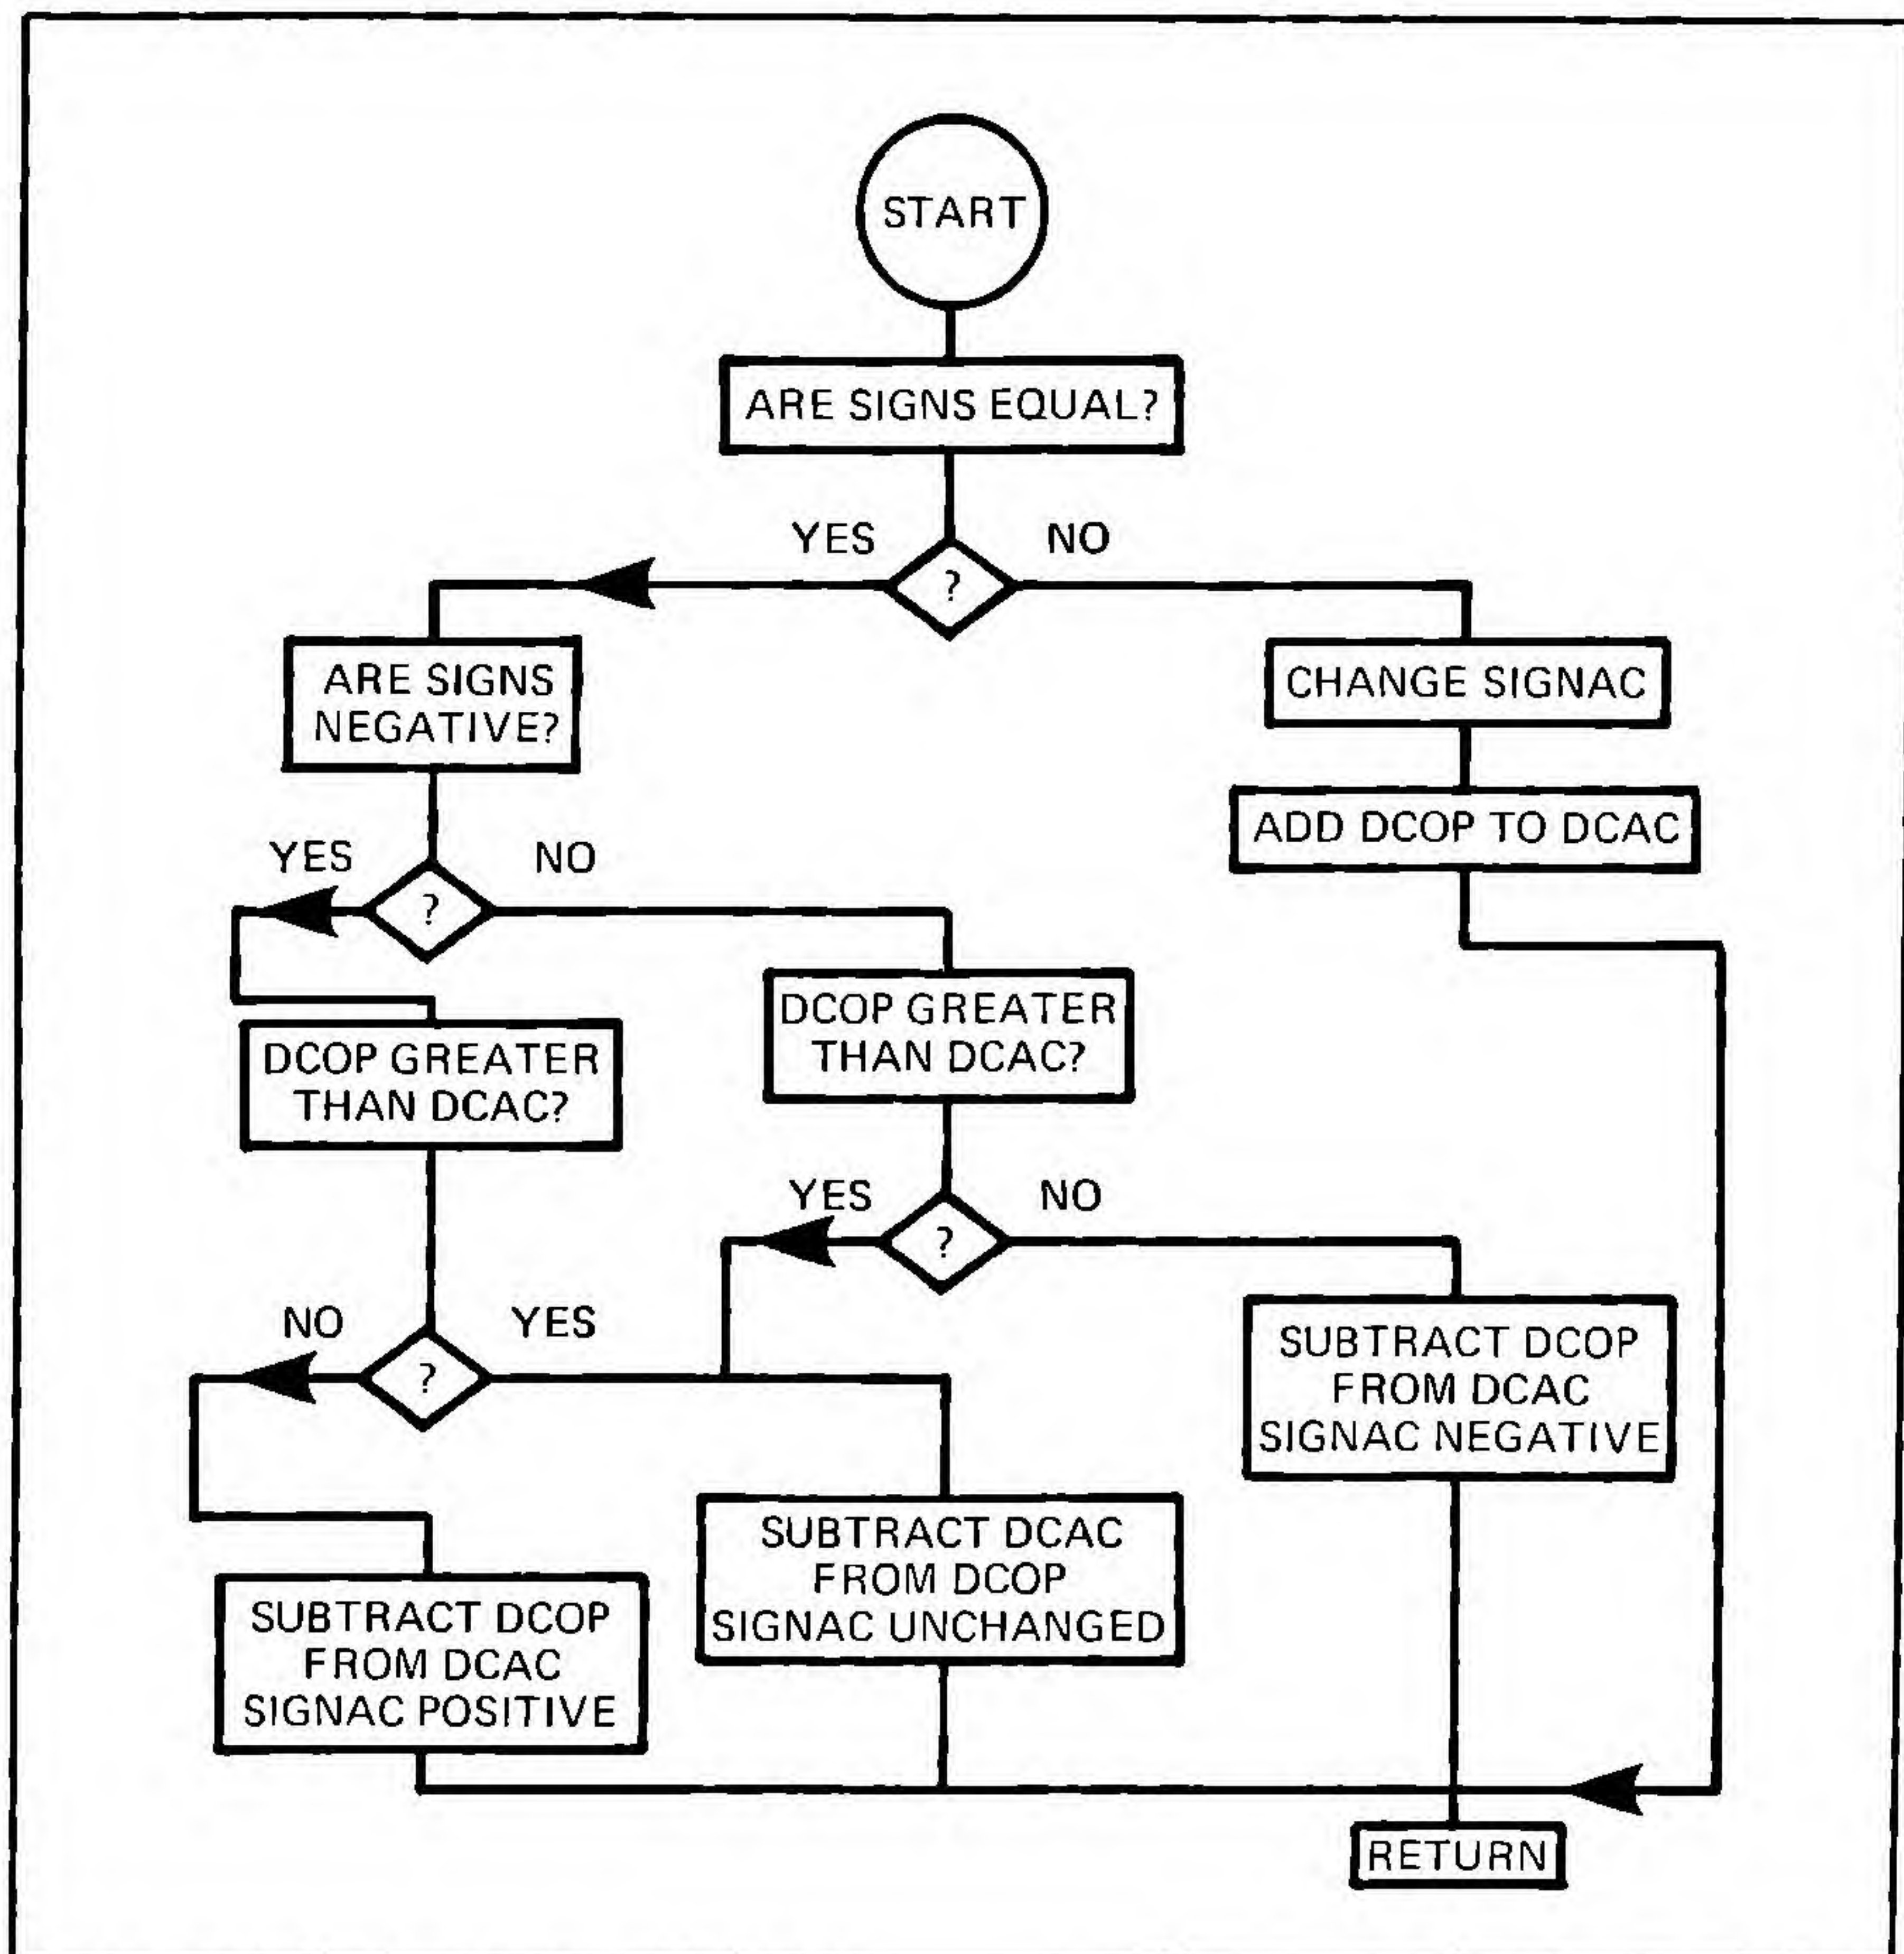 START
ARE SIGNS EQUAL?
YES
NO
?
ARE SIGNS
NEGATIVE?
CHANGE SIGNAC
ADD DCOP TO DCAC
YES
NO
?
DCOP GREATER
THAN DCAC?
DCOP GREATER
THAN DCAC?
YES
NO
?
NO
YES
?
SUBTRACT DCOP
FROM DCAC
SIGNAC NEGATIVE
SUBTRACT DCAC
FROM DCOP
SIGNAC UNCHANGED
SUBTRACT DCOP
FROM DCAC
SIGNAC POSITIVE
RETURN